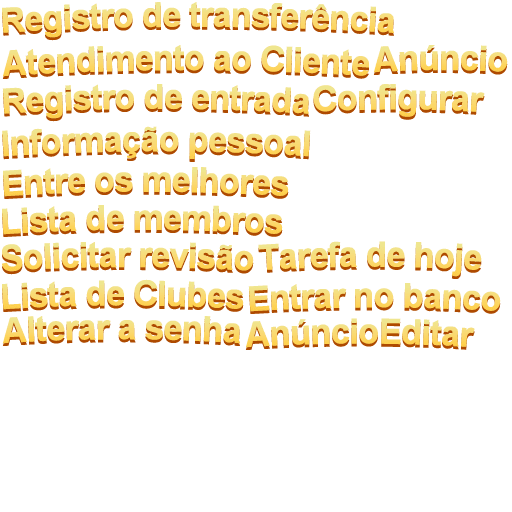 Registro de transferência
Atendimento ao Cliente Anúncio
Registro de entrada Configurar
Informação pessoal
Entre os melhores
Lista de membros
Solicitar revisão Tarefa de hoje
Lista de Clubes Entrar no banco
Alterar a senha Anúncio Editar